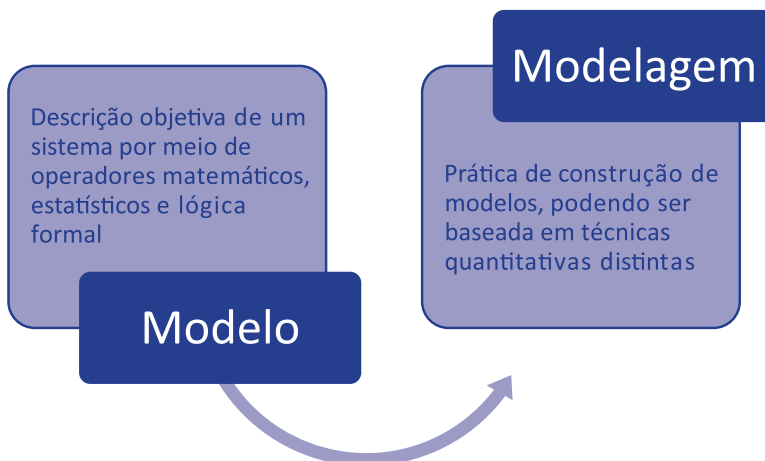 Descrição objetiva de um
sistema por meio de
operadores matemáticos,
estatísticos e lógica
formal
Modelo
Modelagem
Prática de construção de
modelos, podendo ser
baseada em técnicas
quantitativas distintas